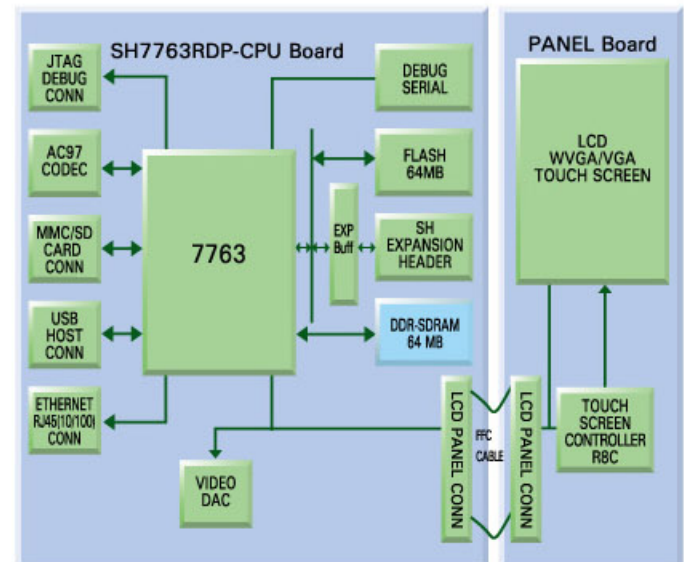 SH7763RDP-CPU Board
PANEL Board
JTAG
DEBUG
CONN
DEBUG
SERIAL
LCD
WVGA/VGA
TOUCH SCREEN
AC97
CODEC
FLASH
64MB
7763
MMC/SD
CARD
CONN
EXP
Buff
SH
EXPANSION
HEADER
USB
HOST
CONN
DDR-SDRAM
64 MB
ETHERNET
RJ45(10/100)
CONN
LCD PANEL CONN
FFC
CABLE
LCD PANEL CONN
TOUCH
SCREEN
CONTROLLER
R8C
VIDEO
DAC